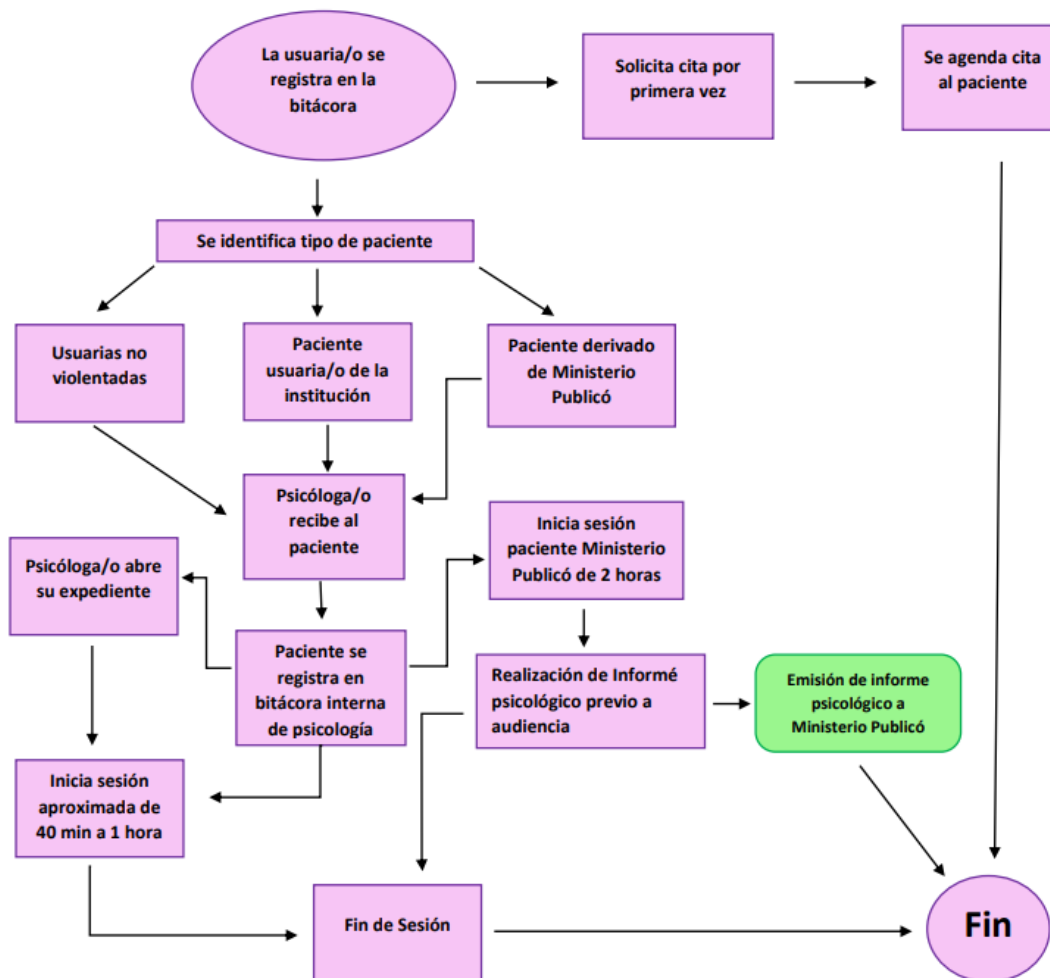 La usuaria/o se
registra en la
bitácora
Solicita cita por
primera vez
Se agenda cita
al paciente
Se identifica tipo de paciente
Usuarias no
violentadas
Paciente
usuaria/o de la
institución
Paciente derivado
de Ministerio
Publicó
Psicóloga/o
recibe al
paciente
Inicia sesión
paciente Ministerio
Publicó de 2 horas
Psicóloga/o abre
su expediente
Paciente se
registra en
bitácora interna
de psicología
Realización de Informé
psicológico previo a
audiencia
Emisión de informe
psicológico a
Ministerio Publicó
Inicia sesión
aproximada de
40 min a 1 hora
Fin de Sesión
Fin